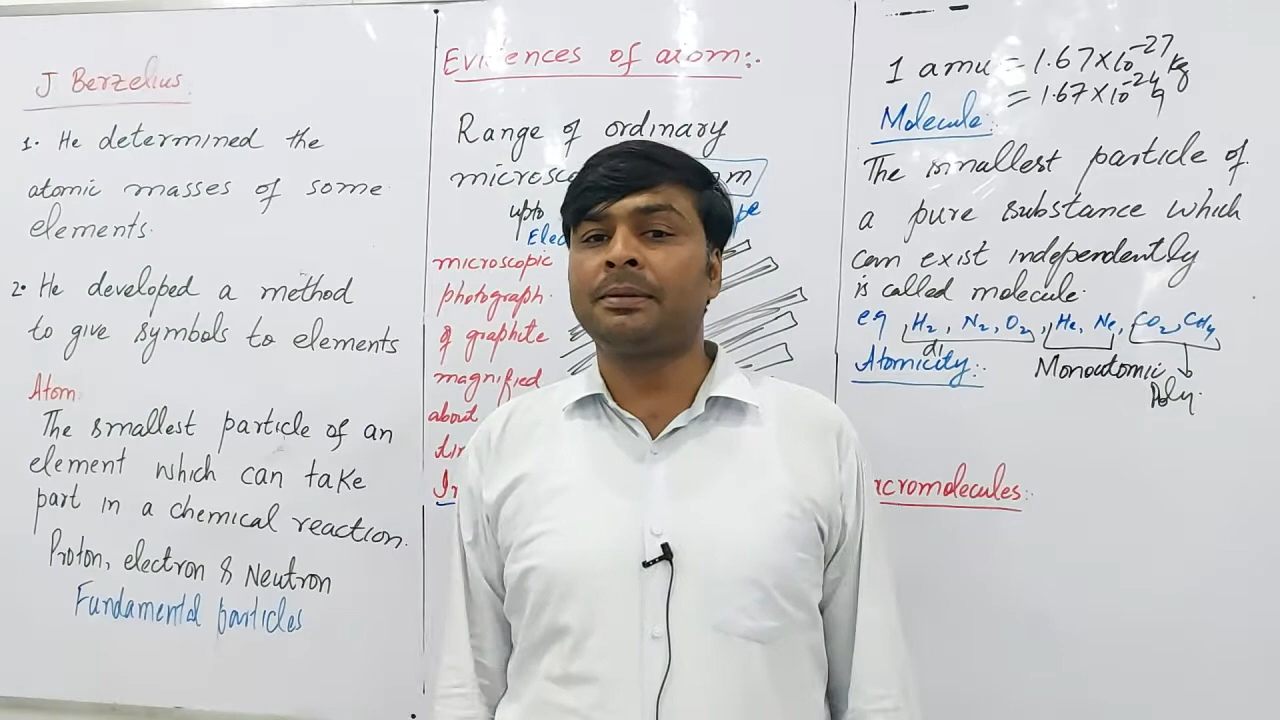 J Berzelius.
1. He determined the
atomic masses of some
elements.
2. He developed a method
to give symbols to elements
Atom.
The smallest particle of an
element which can take
part in a chemical reaction.
Proton, electron & Neutron
Fundamental particles
Evidences of atom:.
Range of ordinary
upto
microscopic
photograph.
of graphite
magnified
about
1 amu = 1.67×10⁻²⁷ kg
= 1.67×10⁻²⁴ g
Molecule:.
The smallest particle of
a pure substance which
can exist independently
is called molecule.
eg H₂, N₂, O₂, He, Ne, CO₂, CH₄
di
Atomicity:. Monoatomic
Poly.